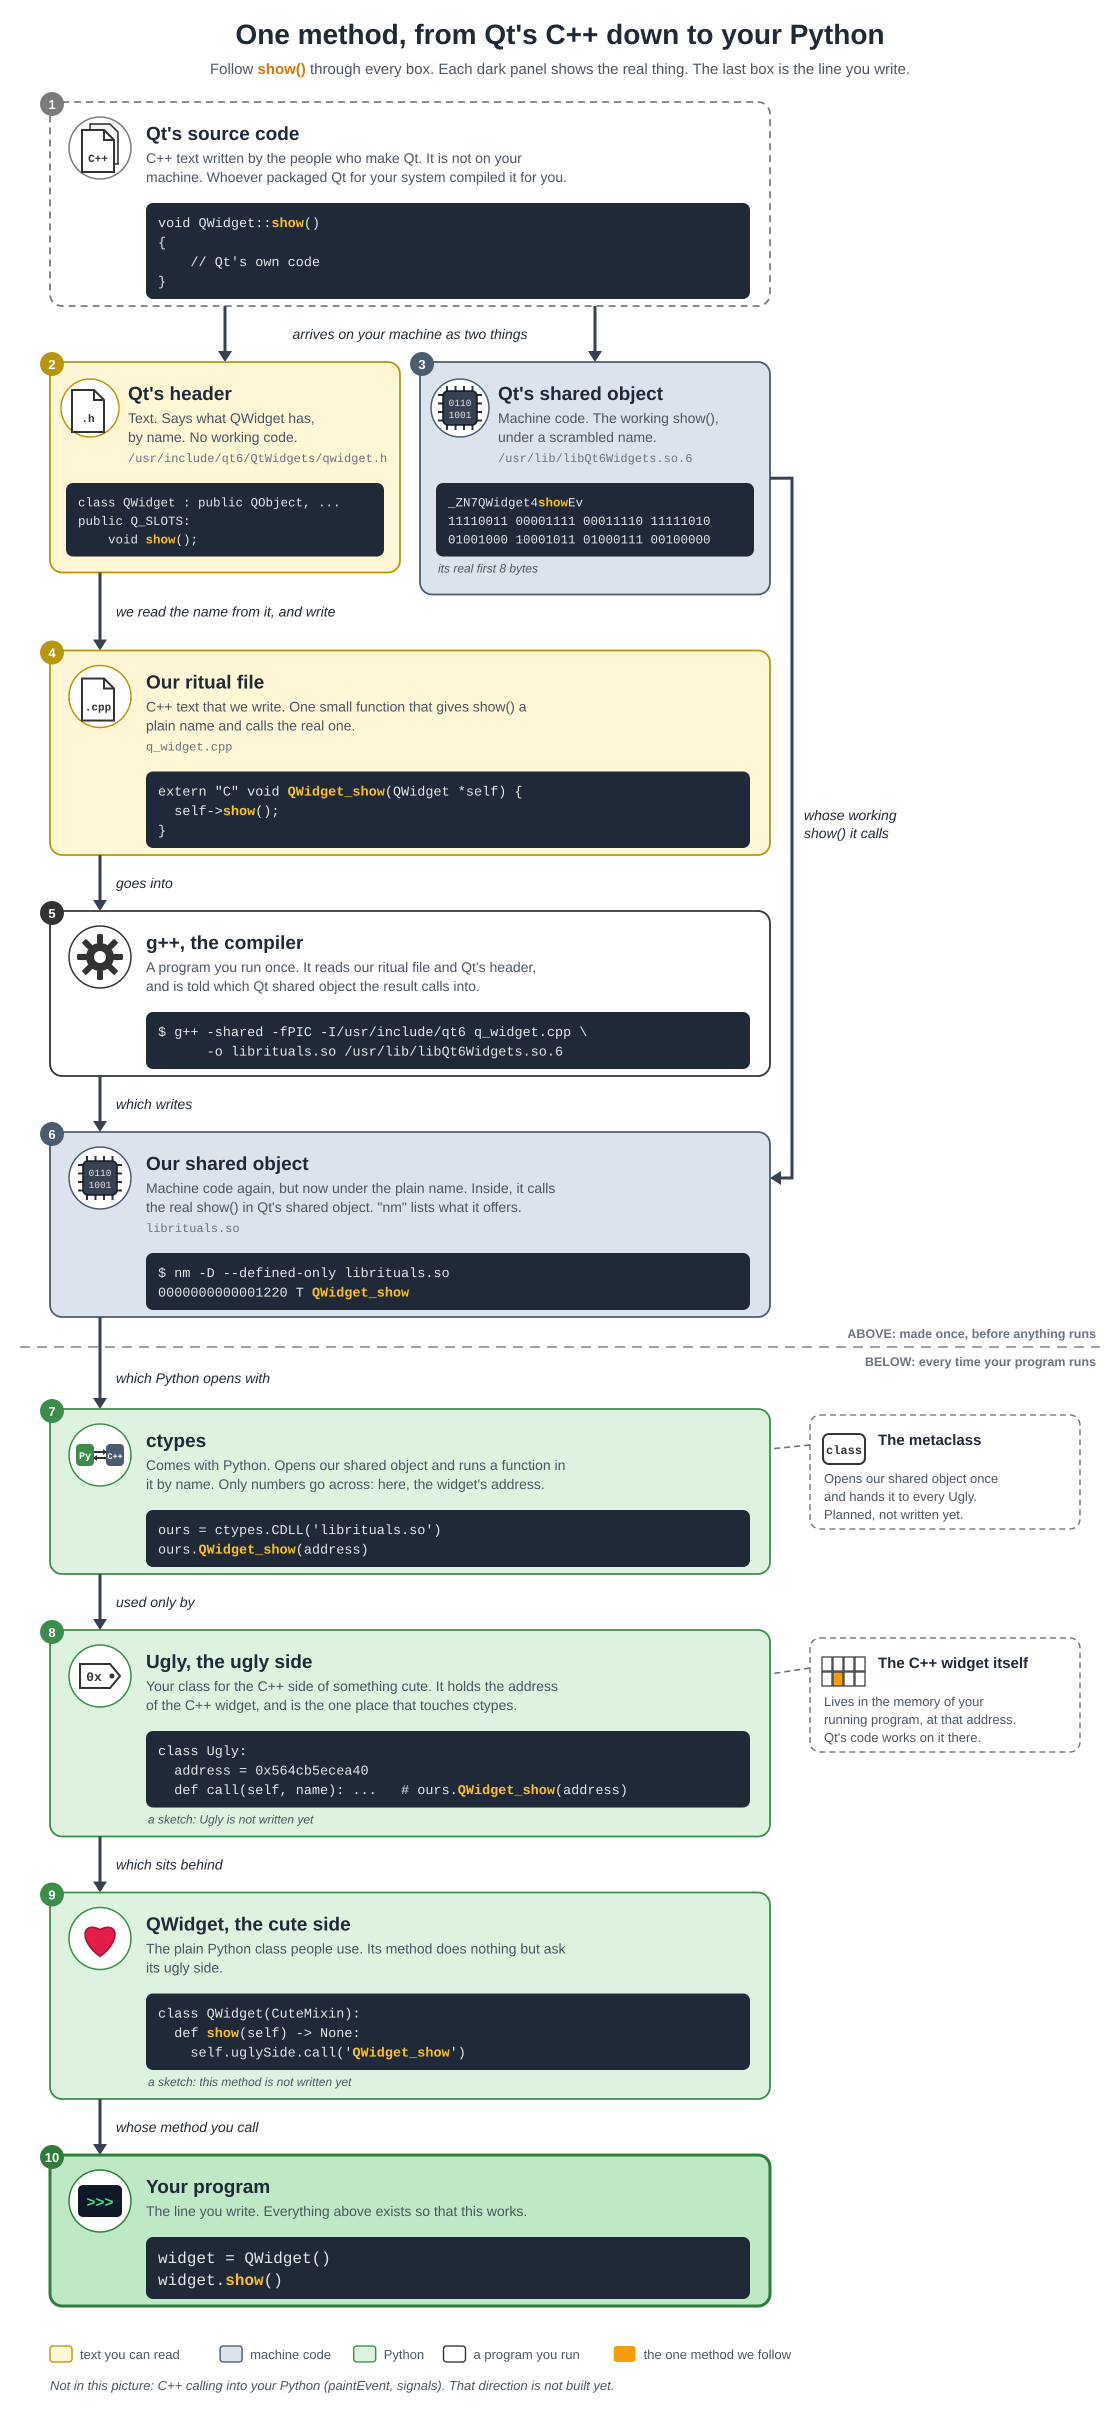 One method, from Qt's C++ down to your Python
Follow show() through every box. Each dark panel shows the real thing. The last box is the line you write.
1
C++
Qt's source code
C++ text written by the people who make Qt. It is not on your
machine. Whoever packaged Qt for your system compiled it for you.
void QWidget::show()
{
    // Qt's own code
}
arrives on your machine as two things
2
.h
Qt's header
Text. Says what QWidget has,
by name. No working code.
/usr/include/qt6/QtWidgets/qwidget.h
class QWidget : public QObject, ...
public Q_SLOTS:
    void show();
3
0110
1001
Qt's shared object
Machine code. The working show(),
under a scrambled name.
/usr/lib/libQt6Widgets.so.6
_ZN7QWidget4showEv
11110011 00001111 00011110 11111010
01001000 10001011 01000111 00100000
its real first 8 bytes
we read the name from it, and write
4
.cpp
Our ritual file
C++ text that we write. One small function that gives show() a
plain name and calls the real one.
q_widget.cpp
extern "C" void QWidget_show(QWidget *self) {
  self->show();
}
whose working
show() it calls
goes into
5
g++, the compiler
A program you run once. It reads our ritual file and Qt's header,
and is told which Qt shared object the result calls into.
$ g++ -shared -fPIC -I/usr/include/qt6 q_widget.cpp \
      -o librituals.so /usr/lib/libQt6Widgets.so.6
which writes
6
0110
1001
Our shared object
Machine code again, but now under the plain name. Inside, it calls
the real show() in Qt's shared object. "nm" lists what it offers.
librituals.so
$ nm -D --defined-only librituals.so
0000000000001220 T QWidget_show
ABOVE: made once, before anything runs
BELOW: every time your program runs
which Python opens with
7
Py
C++
ctypes
Comes with Python. Opens our shared object and runs a function in
it by name. Only numbers go across: here, the widget's address.
ours = ctypes.CDLL('librituals.so')
ours.QWidget_show(address)
class
The metaclass
Opens our shared object once
and hands it to every Ugly.
Planned, not written yet.
used only by
8
0x
Ugly, the ugly side
Your class for the C++ side of something cute. It holds the address
of the C++ widget, and is the one place that touches ctypes.
class Ugly:
  address = 0x564cb5ecea40
  def call(self, name): ...   # ours.QWidget_show(address)
a sketch: Ugly is not written yet
The C++ widget itself
Lives in the memory of your
running program, at that address.
Qt's code works on it there.
which sits behind
9
QWidget, the cute side
The plain Python class people use. Its method does nothing but ask
its ugly side.
class QWidget(CuteMixin):
  def show(self) -> None:
    self.uglySide.call('QWidget_show')
a sketch: this method is not written yet
whose method you call
10
>>>
Your program
The line you write. Everything above exists so that this works.
widget = QWidget()
widget.show()
text you can read
machine code
Python
a program you run
the one method we follow
Not in this picture: C++ calling into your Python (paintEvent, signals). That direction is not built yet.